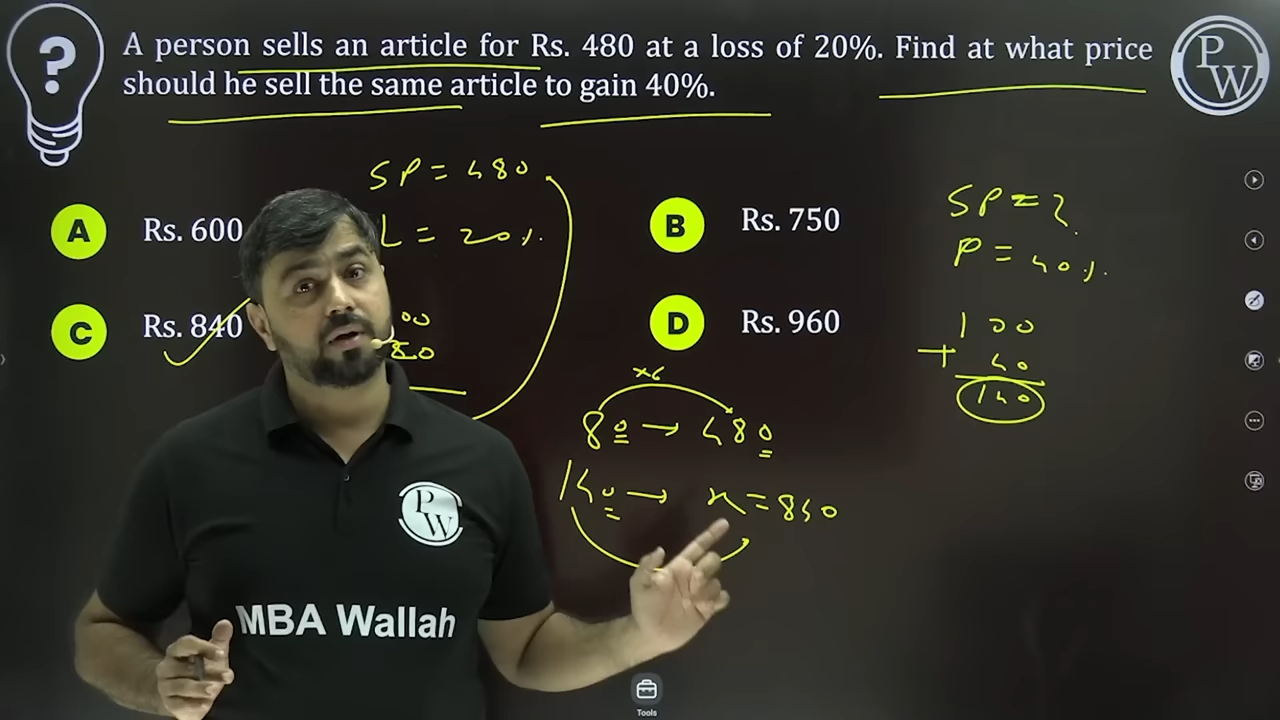 ?
A person sells an article for Rs. 480 at a loss of 20%. Find at what price
should he sell the same article to gain 40%.
P
W
SP = 480
L = 20%.
SP = ?
P = 40%.
A Rs. 600
B Rs. 750
C Rs. 840
D Rs. 960
00
80
100
+ 40
140
×6
80 → 480
140 → x = 840
P
W
MBA Wallah
Tools